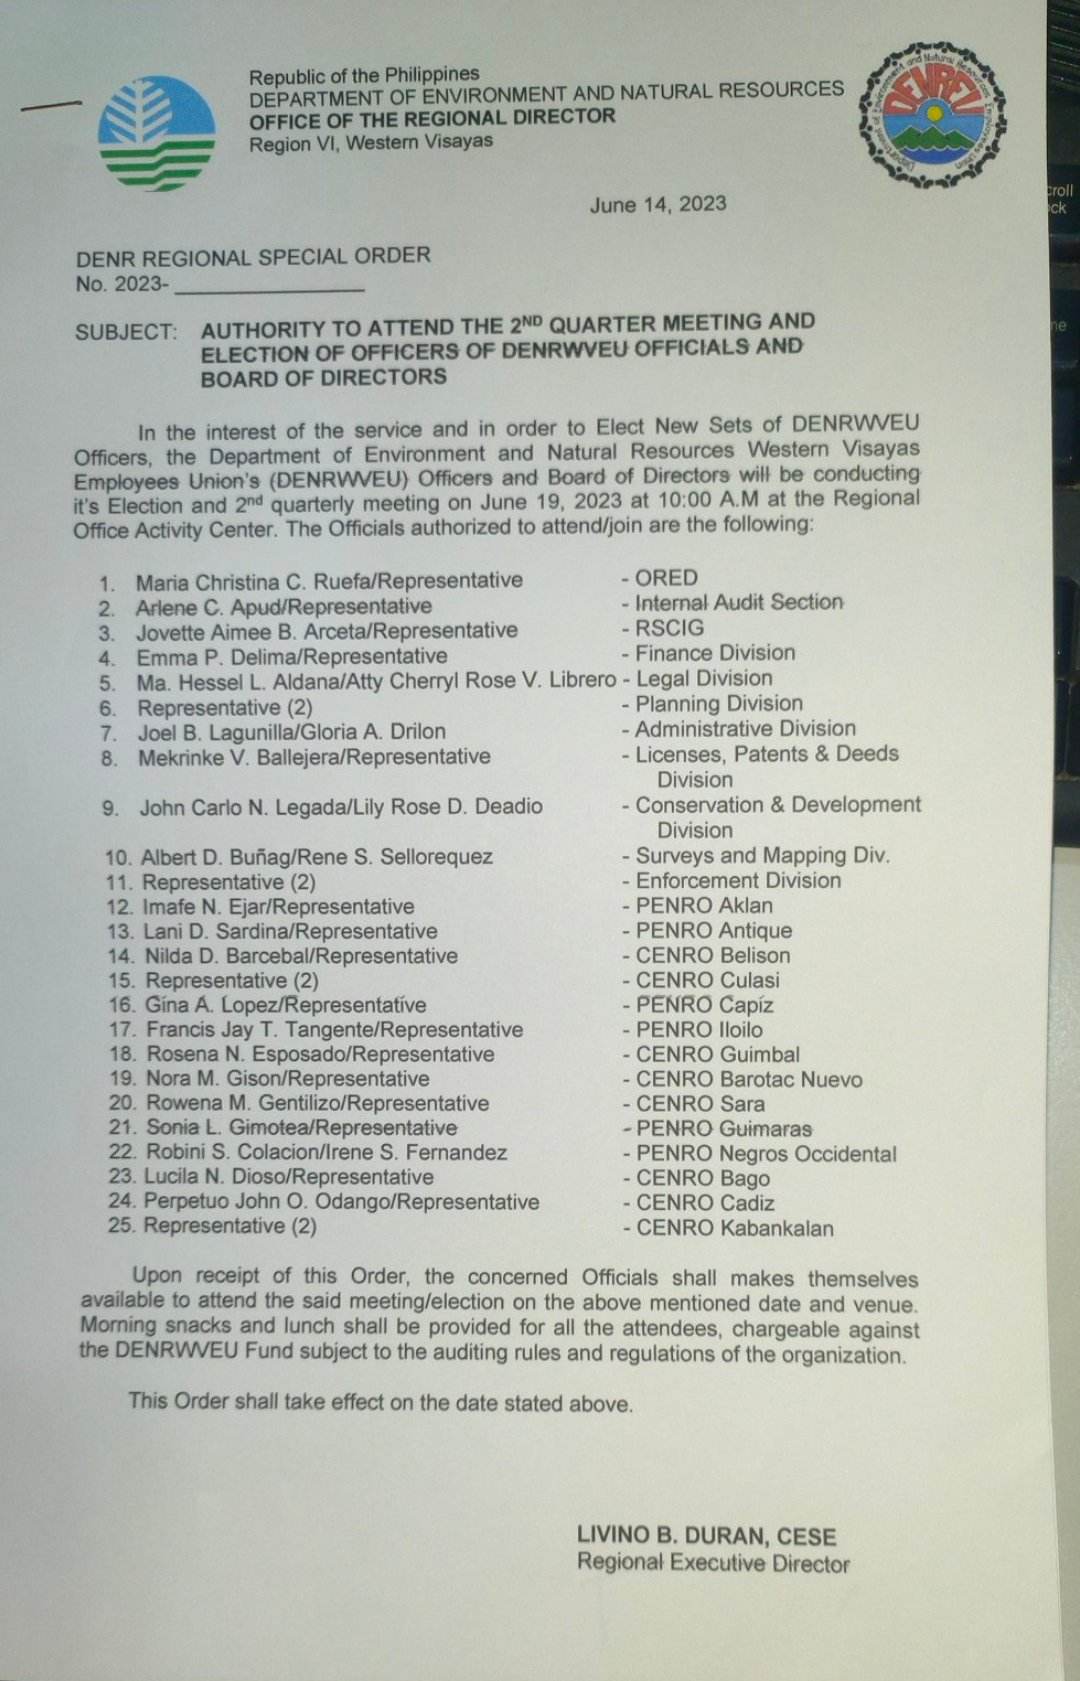 Republic of the Philippines
DEPARTMENT OF ENVIRONMENT AND NATURAL RESOURCES
OFFICE OF THE REGIONAL DIRECTOR
Region VI, Western Visayas
DENREU
Department of Environment and Natural Resources Employees Union
June 14, 2023
DENR REGIONAL SPECIAL ORDER
No. 2023- ___________________
SUBJECT: AUTHORITY TO ATTEND THE 2ND QUARTER MEETING AND
ELECTION OF OFFICERS OF DENRWVEU OFFICIALS AND
BOARD OF DIRECTORS
In the interest of the service and in order to Elect New Sets of DENRWVEU
Officers, the Department of Environment and Natural Resources Western Visayas
Employees Union's (DENRWVEU) Officers and Board of Directors will be conducting
it's Election and 2nd quarterly meeting on June 19, 2023 at 10:00 A.M at the Regional
Office Activity Center. The Officials authorized to attend/join are the following:
1. Maria Christina C. Ruefa/Representative - ORED
2. Arlene C. Apud/Representative - Internal Audit Section
3. Jovette Aimee B. Arceta/Representative - RSCIG
4. Emma P. Delima/Representative - Finance Division
5. Ma. Hessel L. Aldana/Atty Cherryl Rose V. Librero - Legal Division
6. Representative (2) - Planning Division
7. Joel B. Lagunilla/Gloria A. Drilon - Administrative Division
8. Mekrinke V. Ballejera/Representative - Licenses, Patents & Deeds
Division
9. John Carlo N. Legada/Lily Rose D. Deadio - Conservation & Development
Division
10. Albert D. Buñag/Rene S. Sellorequez - Surveys and Mapping Div.
11. Representative (2) - Enforcement Division
12. Imafe N. Ejar/Representative - PENRO Aklan
13. Lani D. Sardina/Representative - PENRO Antique
14. Nilda D. Barcebal/Representative - CENRO Belison
15. Representative (2) - CENRO Culasi
16. Gina A. Lopez/Representative - PENRO Capiz
17. Francis Jay T. Tangente/Representative - PENRO Iloilo
18. Rosena N. Esposado/Representative - CENRO Guimbal
19. Nora M. Gison/Representative - CENRO Barotac Nuevo
20. Rowena M. Gentilizo/Representative - CENRO Sara
21. Sonia L. Gimotea/Representative - PENRO Guimaras
22. Robini S. Colacion/Irene S. Fernandez - PENRO Negros Occidental
23. Lucila N. Dioso/Representative - CENRO Bago
24. Perpetuo John O. Odango/Representative - CENRO Cadiz
25. Representative (2) - CENRO Kabankalan
Upon receipt of this Order, the concerned Officials shall makes themselves
available to attend the said meeting/election on the above mentioned date and venue.
Morning snacks and lunch shall be provided for all the attendees, chargeable against
the DENRWVEU Fund subject to the auditing rules and regulations of the organization.
This Order shall take effect on the date stated above.
LIVINO B. DURAN, CESE
Regional Executive Director